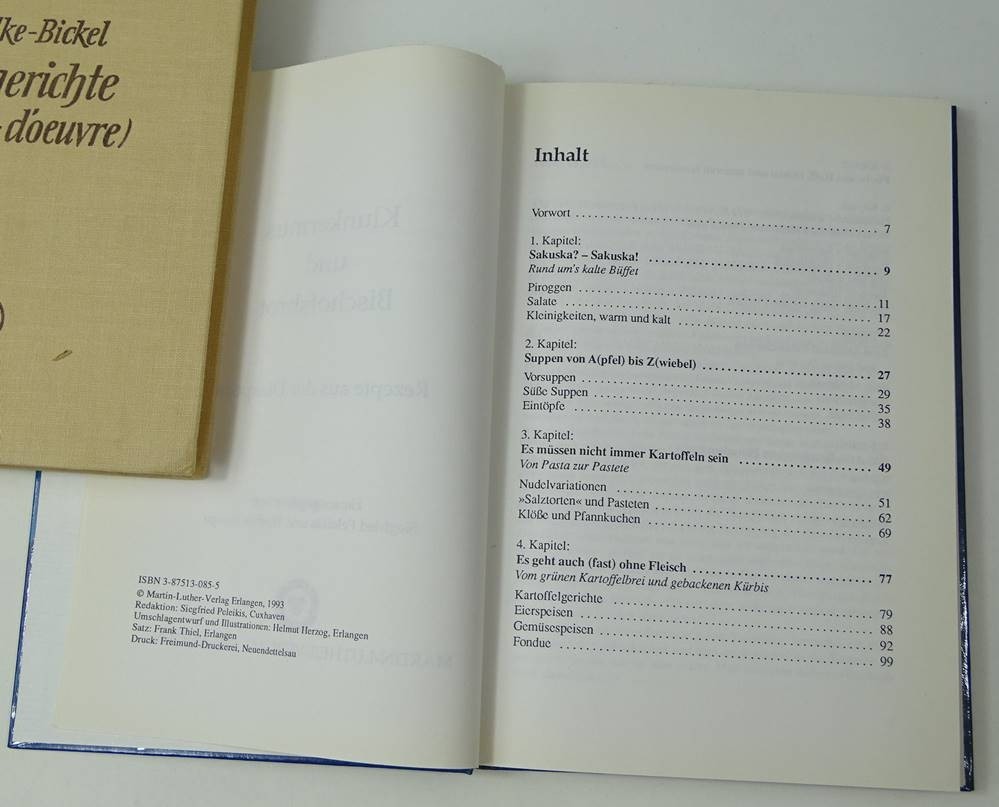 ke-Bickel
gerichte
d'oeuvre)
ISBN 3-87513-085-5
© Martin-Luther-Verlag Erlangen, 1993
Redaktion: Siegfried Peleikis, Cuxhaven
Umschlagentwurf und Illustrationen: Helmut Herzog, Erlangen
Satz: Frank Thiel, Erlangen
Druck: Freimund-Druckerei, Neuendettelsau
Inhalt
Vorwort ........................................ 7
1. Kapitel:
Sakuska? – Sakuska! ........................................ 9
Rund um's kalte Büffet
Piroggen ........................................ 11
Salate ........................................ 17
Kleinigkeiten, warm und kalt ........................................ 22
2. Kapitel:
Suppen von A(pfel) bis Z(wiebel) ........................................ 27
Vorsuppen ........................................ 29
Süße Suppen ........................................ 35
Eintöpfe ........................................ 38
3. Kapitel:
Es müssen nicht immer Kartoffeln sein ........................................ 49
Von Pasta zur Pastete
Nudelvariationen ........................................ 51
»Salztorten« und Pasteten ........................................ 62
Klöße und Pfannkuchen ........................................ 69
4. Kapitel:
Es geht auch (fast) ohne Fleisch ........................................ 77
Vom grünen Kartoffelbrei und gebackenen Kürbis
Kartoffelgerichte ........................................ 79
Eierspeisen ........................................ 88
Gemüsespeisen ........................................ 92
Fondue ........................................ 99